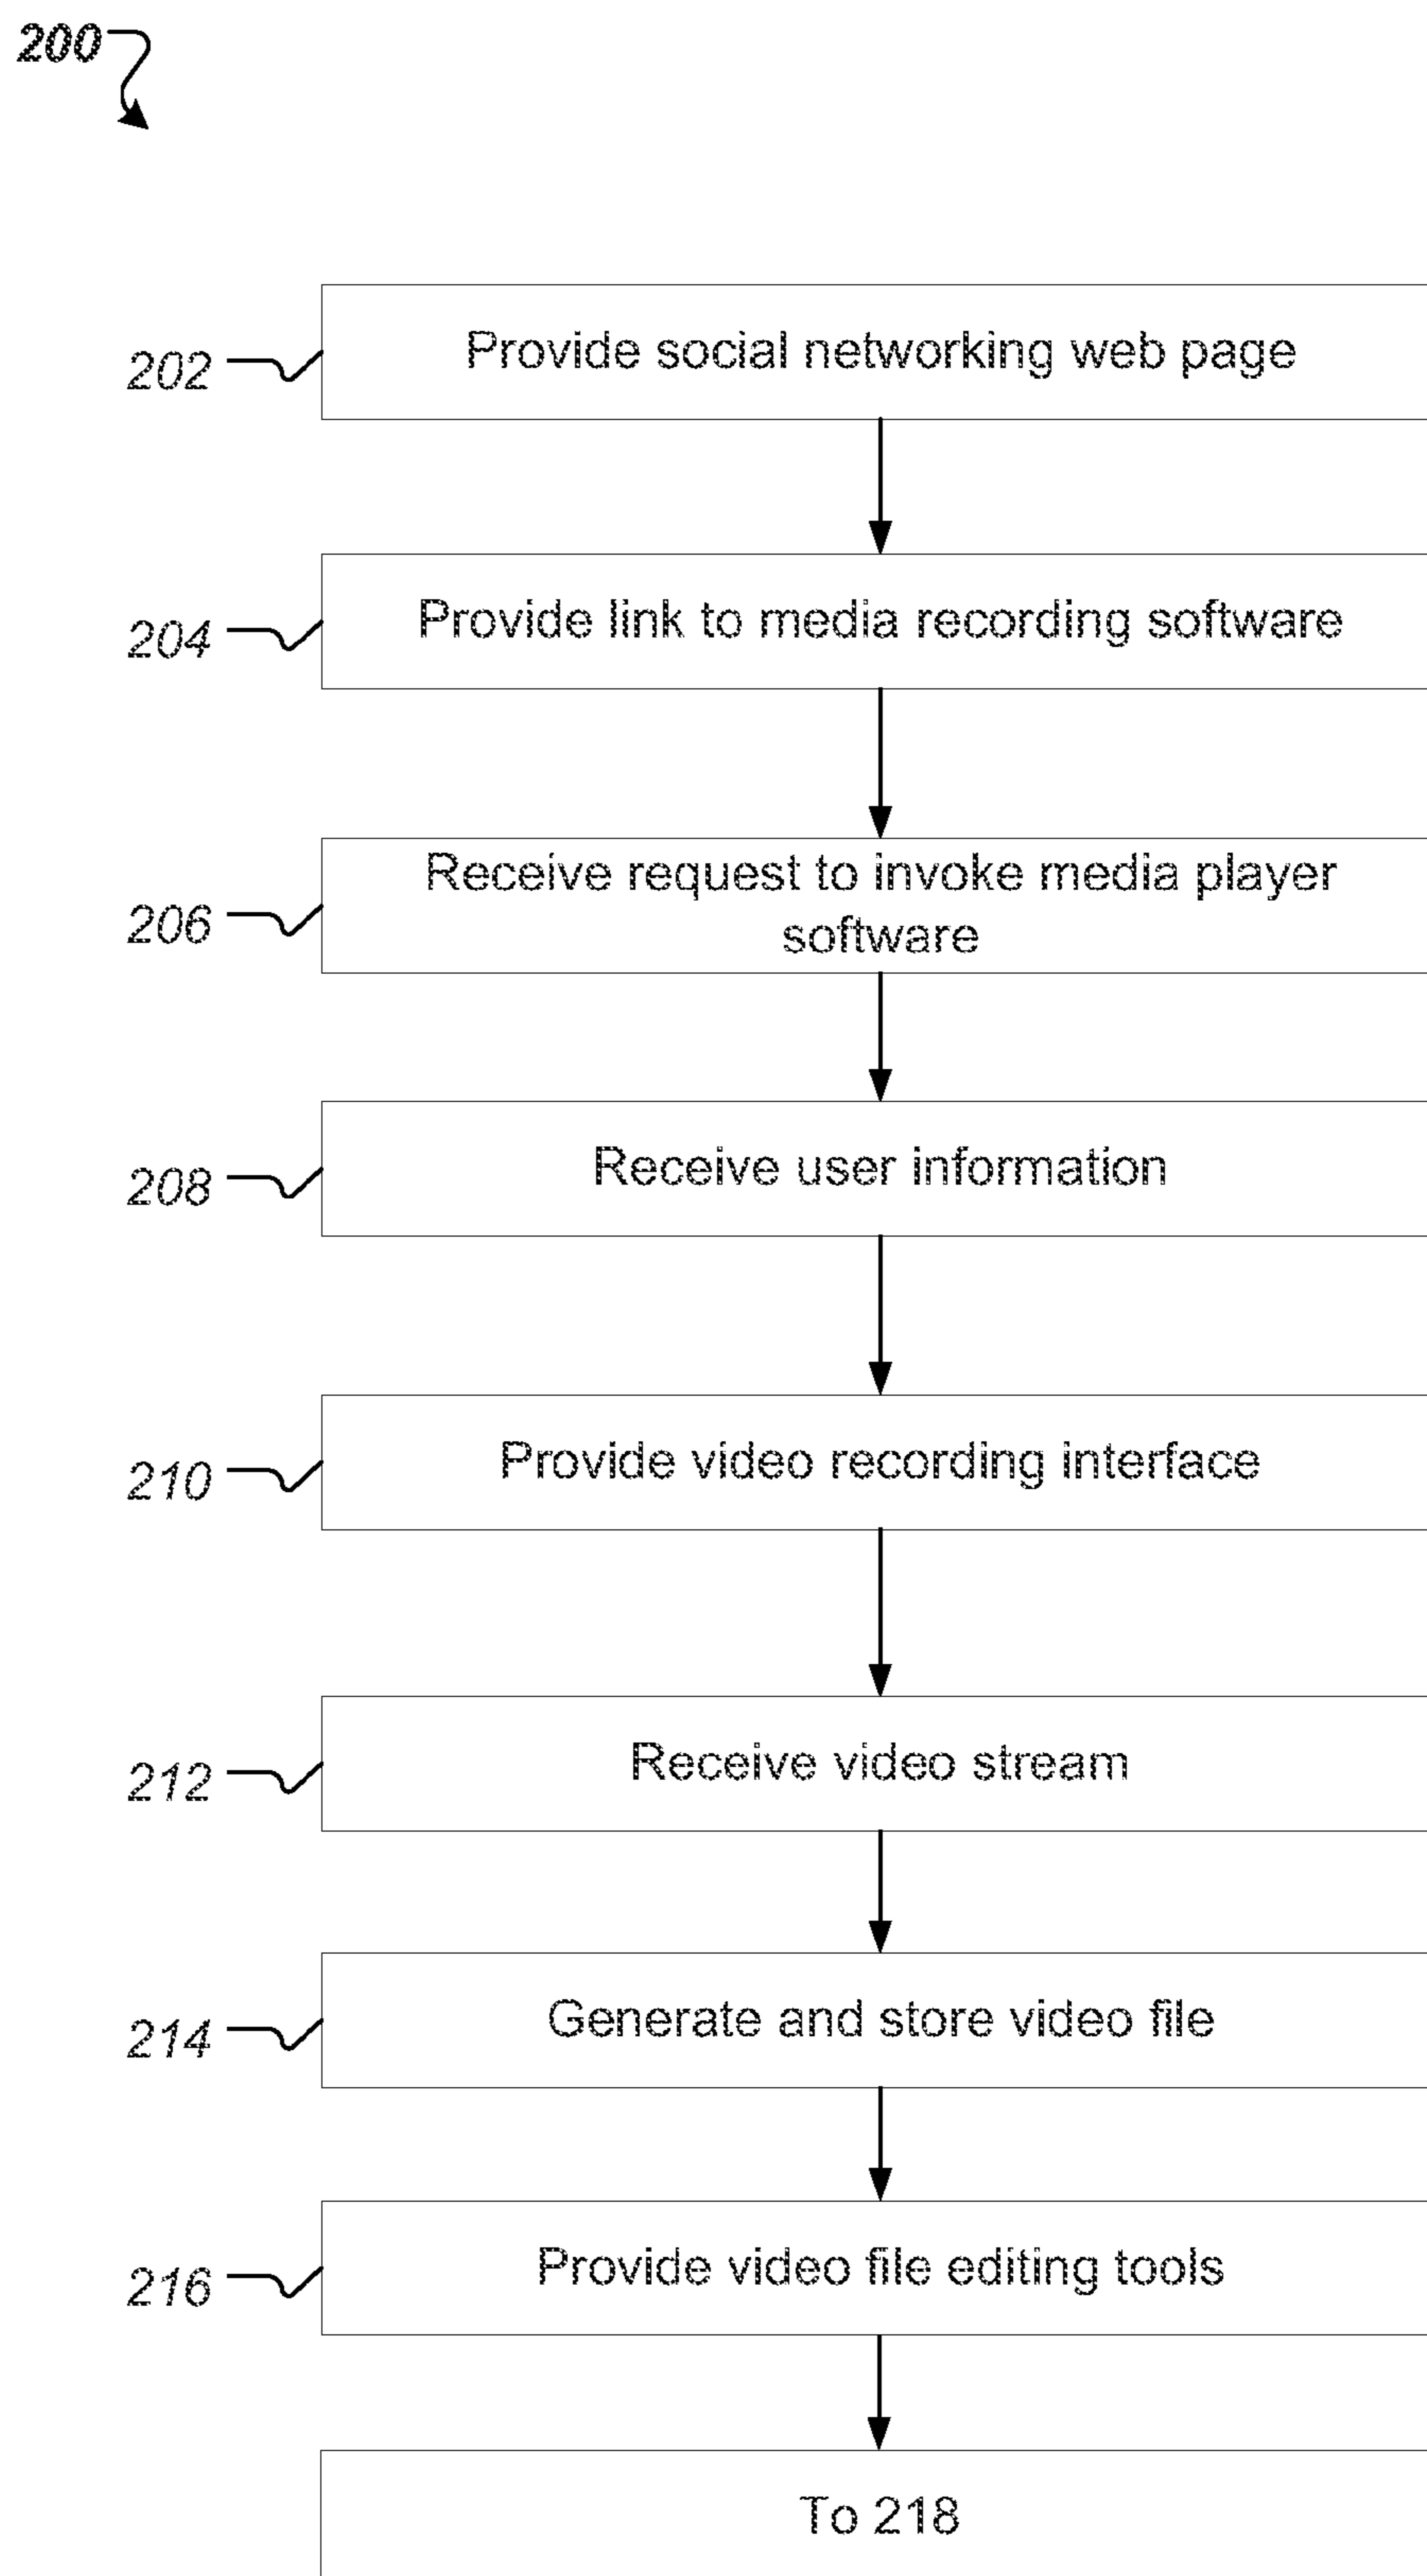 200
202
Provide social networking web page
204
Provide link to media recording software
206
Receive request to invoke media player
software
208
Receive user information
210
Provide video recording interface
212
Receive video stream
214
Generate and store video file
216
Provide video file editing tools
To 218